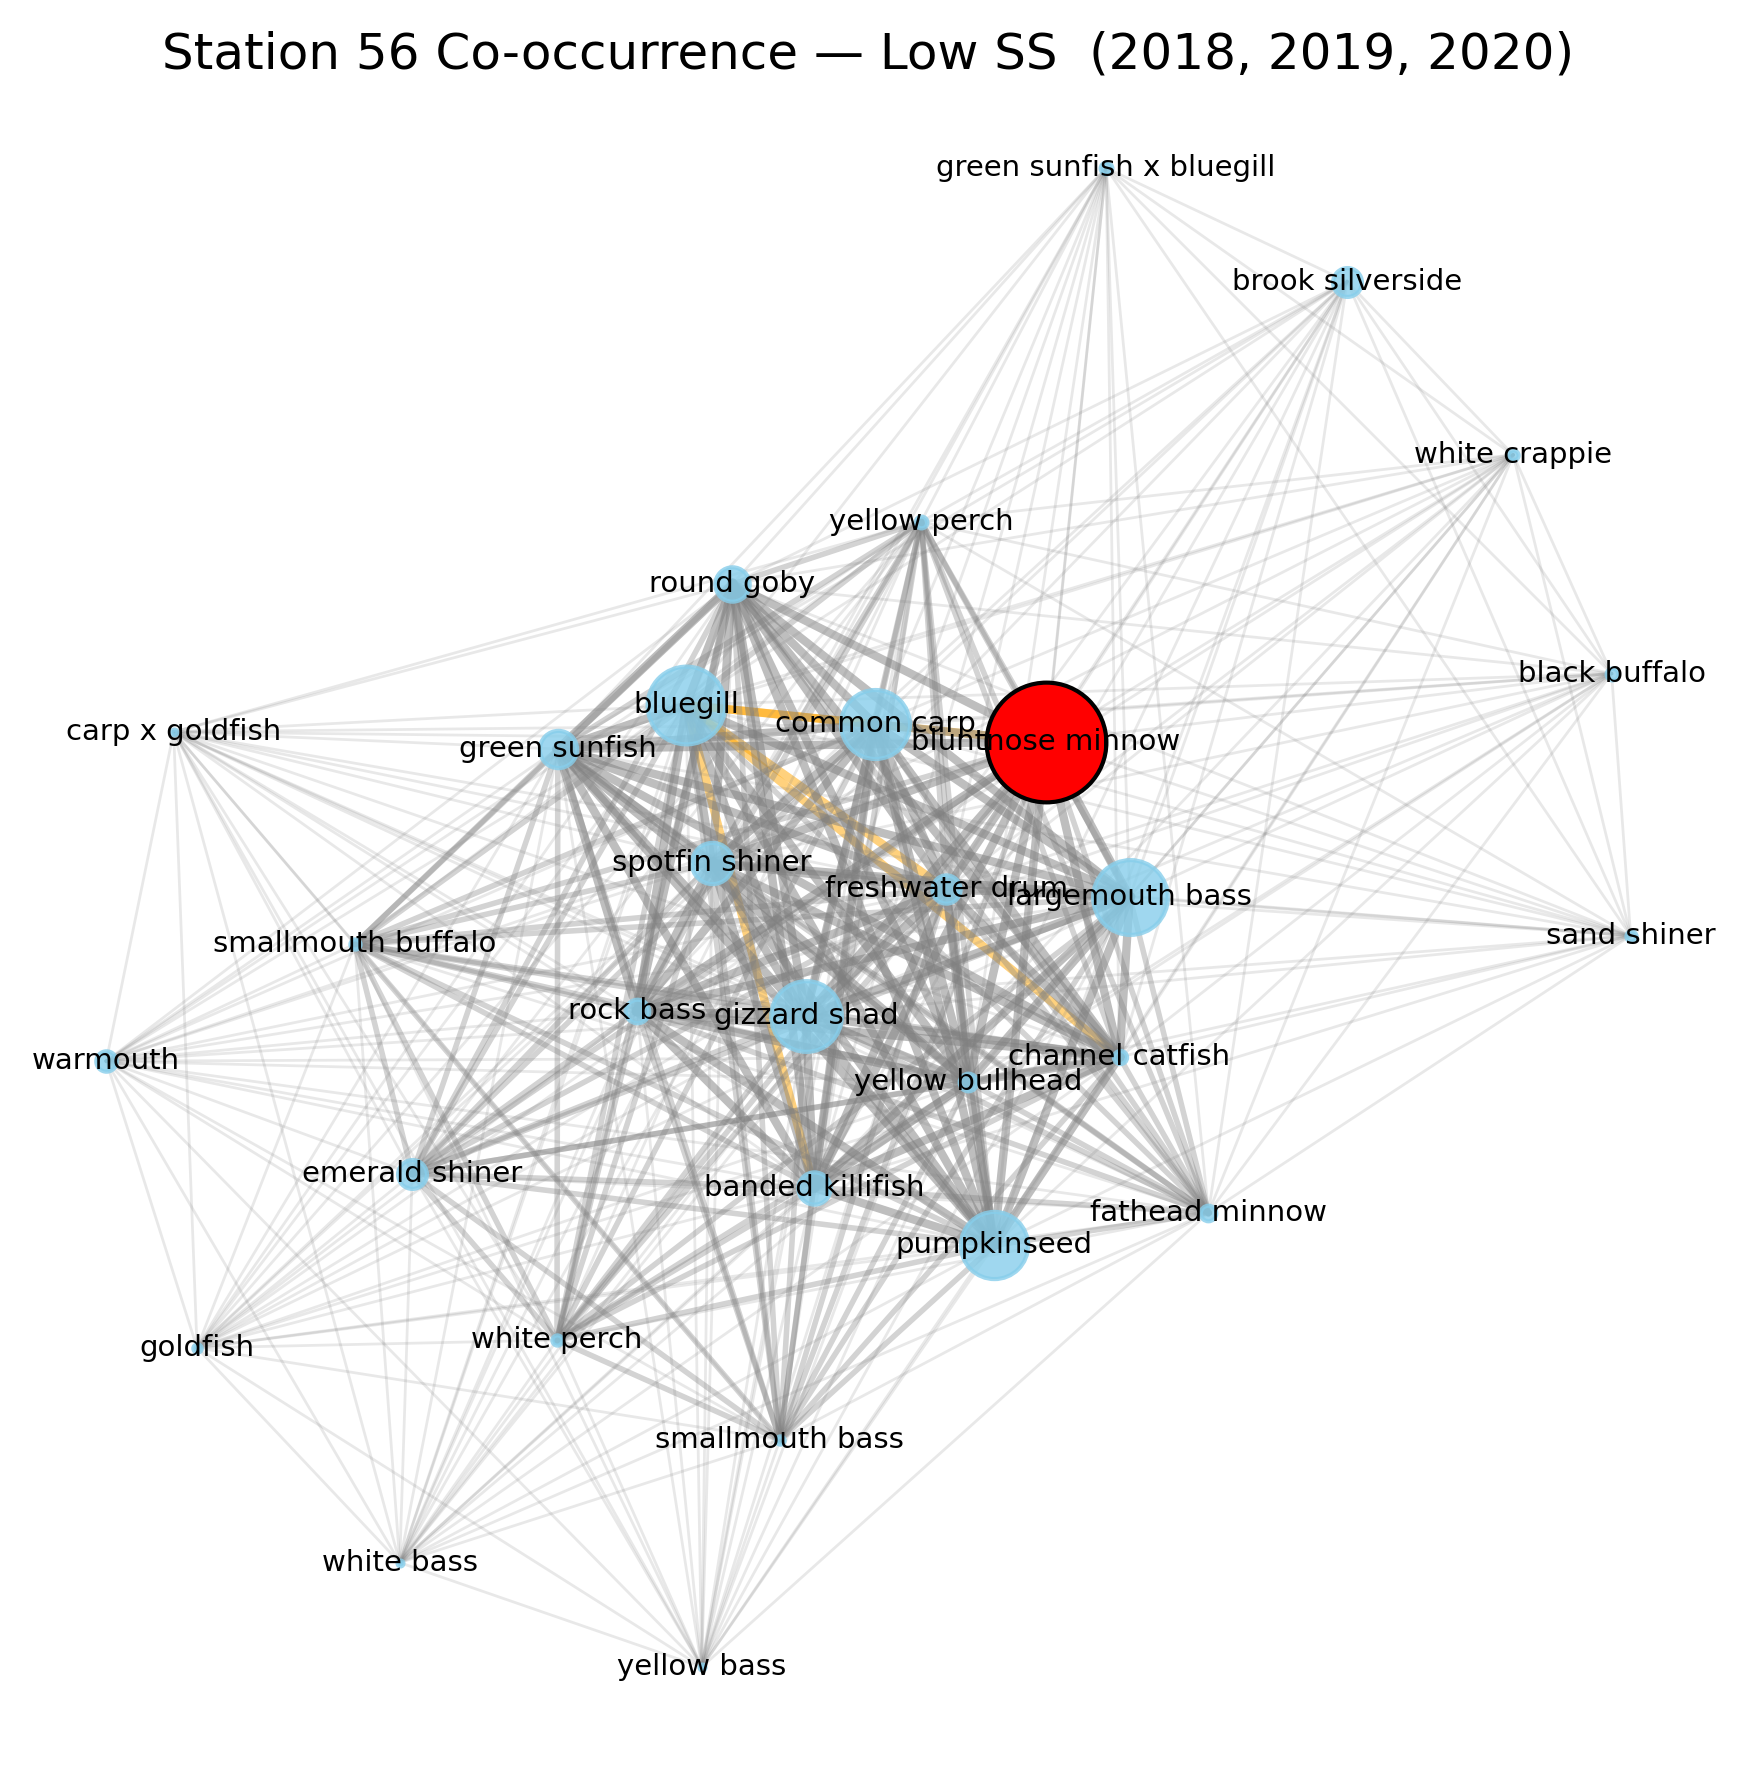 Station 56 Co-occurrence — Low SS  (2018, 2019, 2020)
green sunfish x bluegill
brook silverside
white crappie
yellow perch
round goby
black buffalo
bluegill
common carp
carp x goldfish
bluntnose minnow
green sunfish
spotfin shiner
freshwater drum
largemouth bass
sand shiner
smallmouth buffalo
rock bass
gizzard shad
channel catfish
warmouth
yellow bullhead
emerald shiner
banded killifish
fathead minnow
pumpkinseed
white perch
goldfish
smallmouth bass
white bass
yellow bass